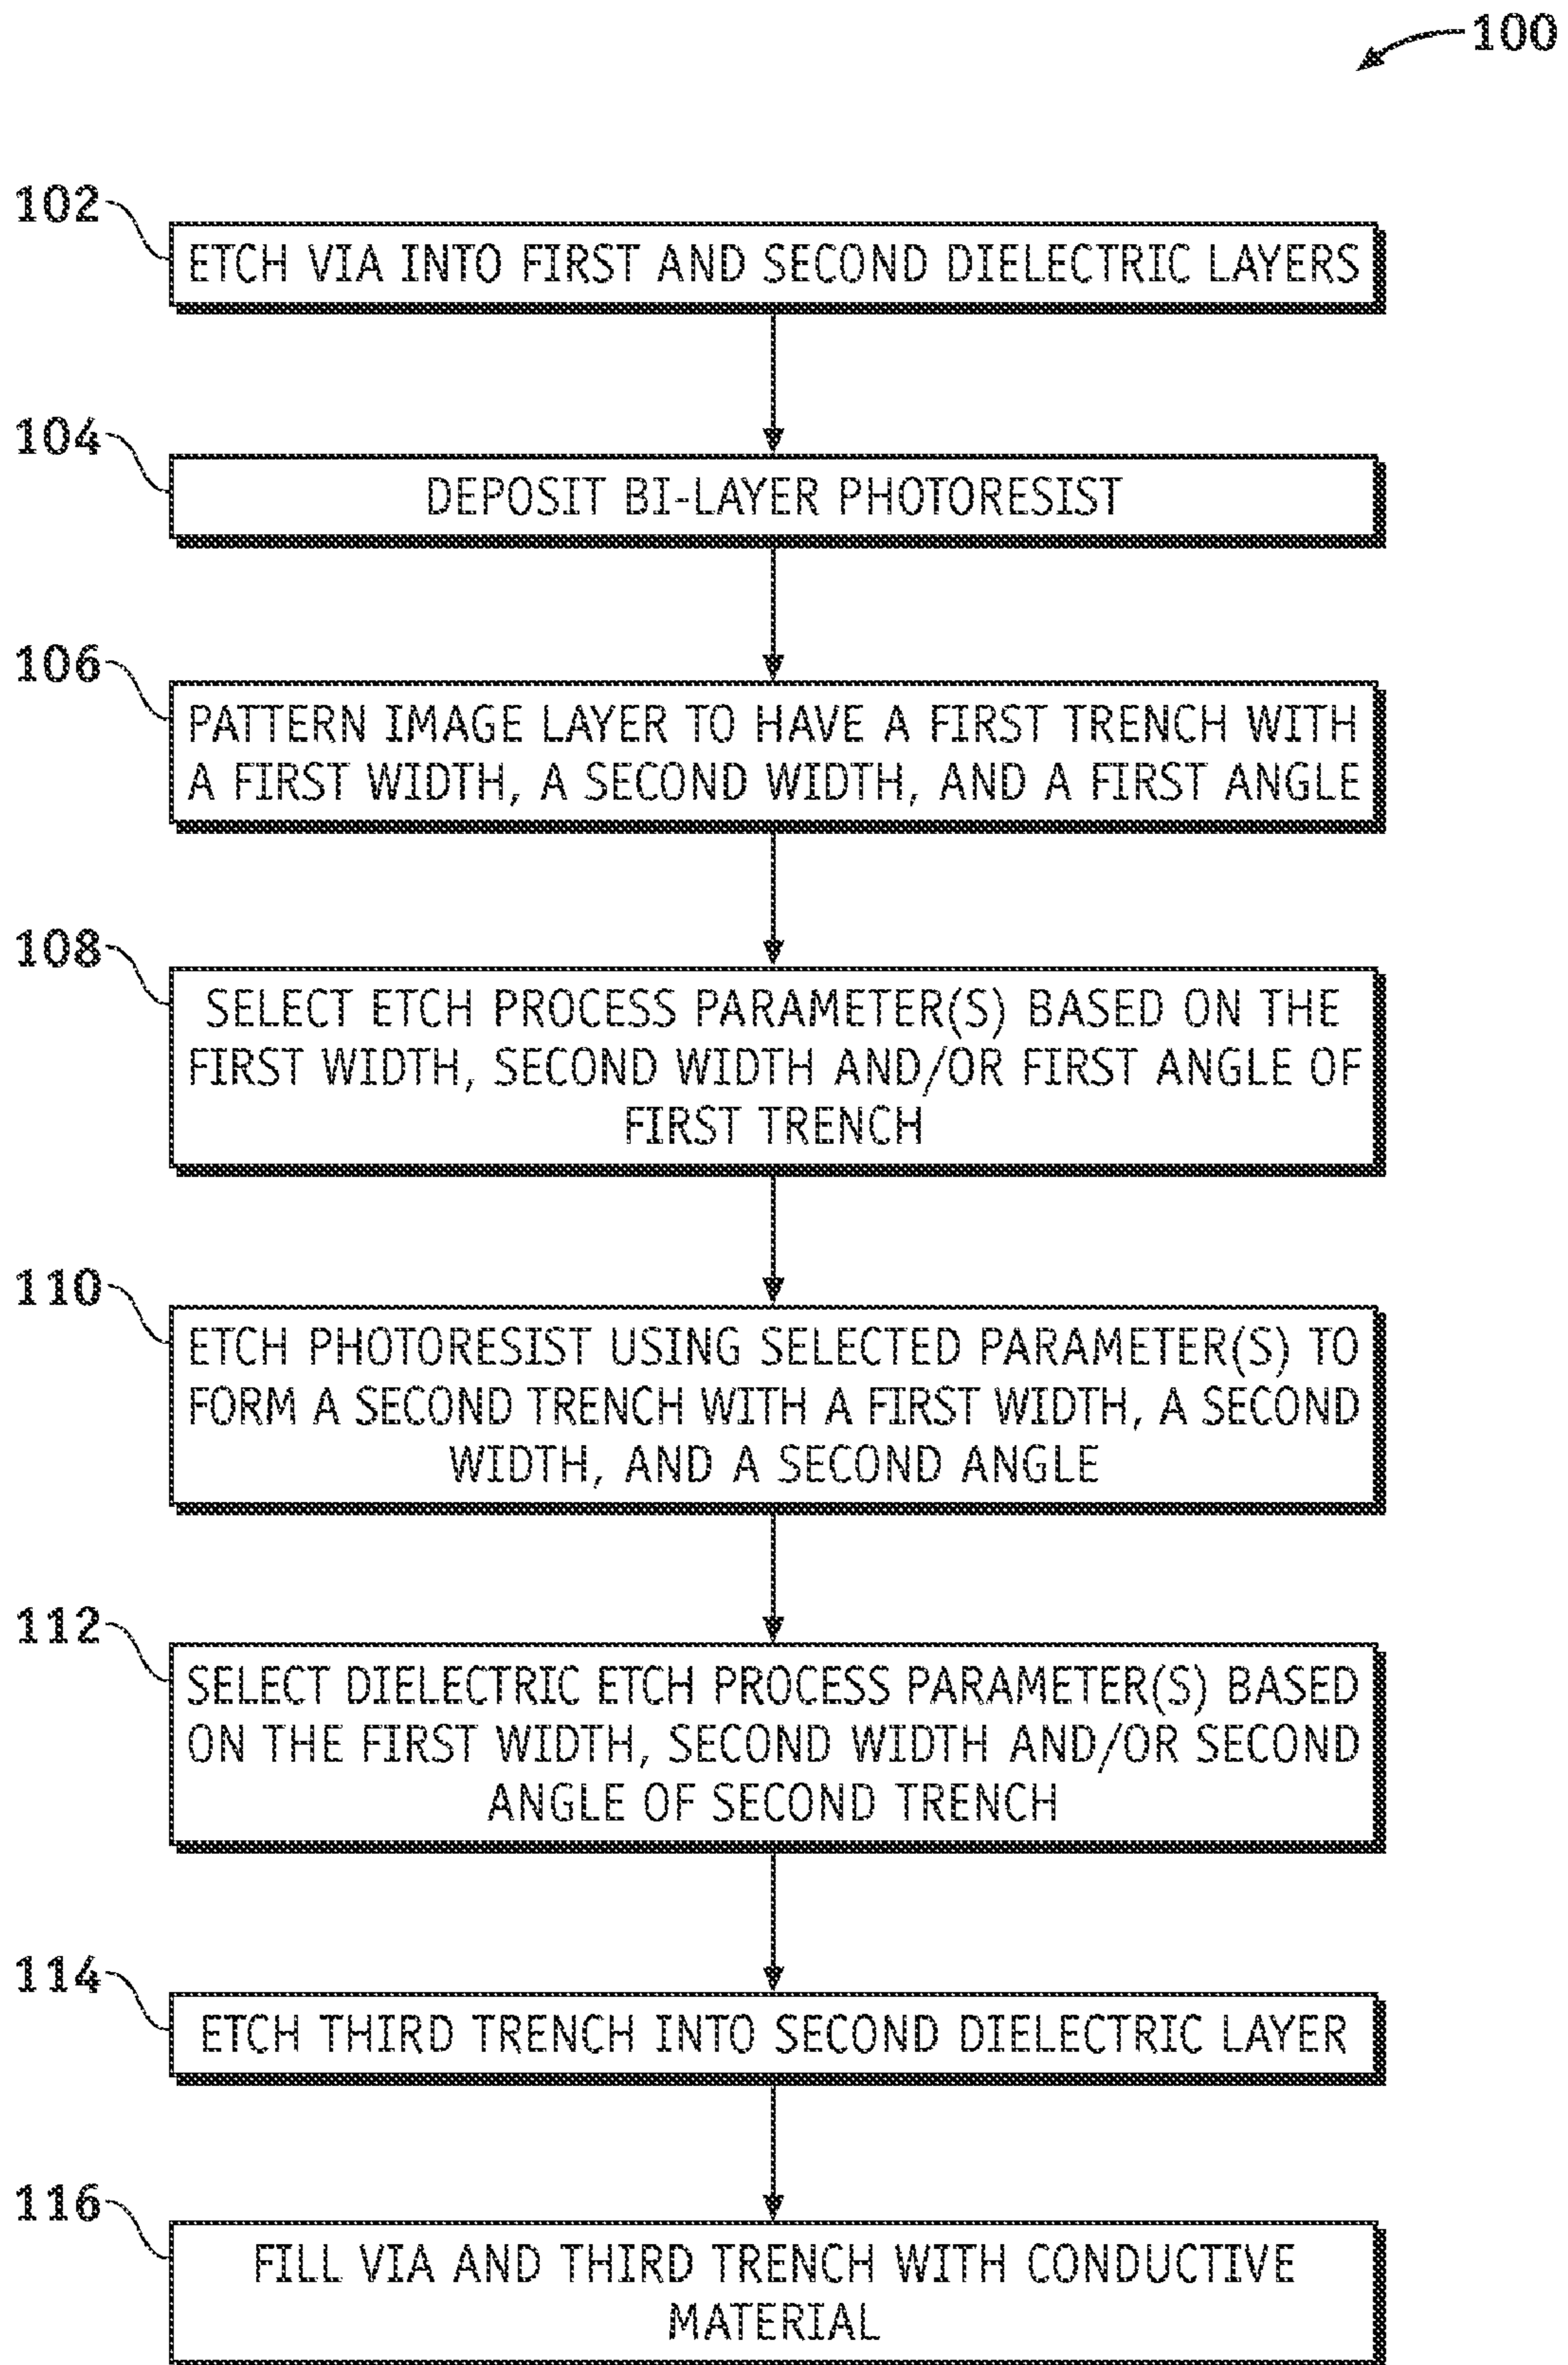 100
102
ETCH VIA INTO FIRST AND SECOND DIELECTRIC LAYERS
104
DEPOSIT BI-LAYER PHOTORESIST
106
PATTERN IMAGE LAYER TO HAVE A FIRST TRENCH WITH
A FIRST WIDTH, A SECOND WIDTH, AND A FIRST ANGLE
108
SELECT ETCH PROCESS PARAMETER(S) BASED ON THE
FIRST WIDTH, SECOND WIDTH AND/OR FIRST ANGLE OF
FIRST TRENCH
110
ETCH PHOTORESIST USING SELECTED PARAMETER(S) TO
FORM A SECOND TRENCH WITH A FIRST WIDTH, A SECOND
WIDTH, AND A SECOND ANGLE
112
SELECT DIELECTRIC ETCH PROCESS PARAMETER(S) BASED
ON THE FIRST WIDTH, SECOND WIDTH AND/OR SECOND
ANGLE OF SECOND TRENCH
114
ETCH THIRD TRENCH INTO SECOND DIELECTRIC LAYER
116
FILL VIA AND THIRD TRENCH WITH CONDUCTIVE
MATERIAL